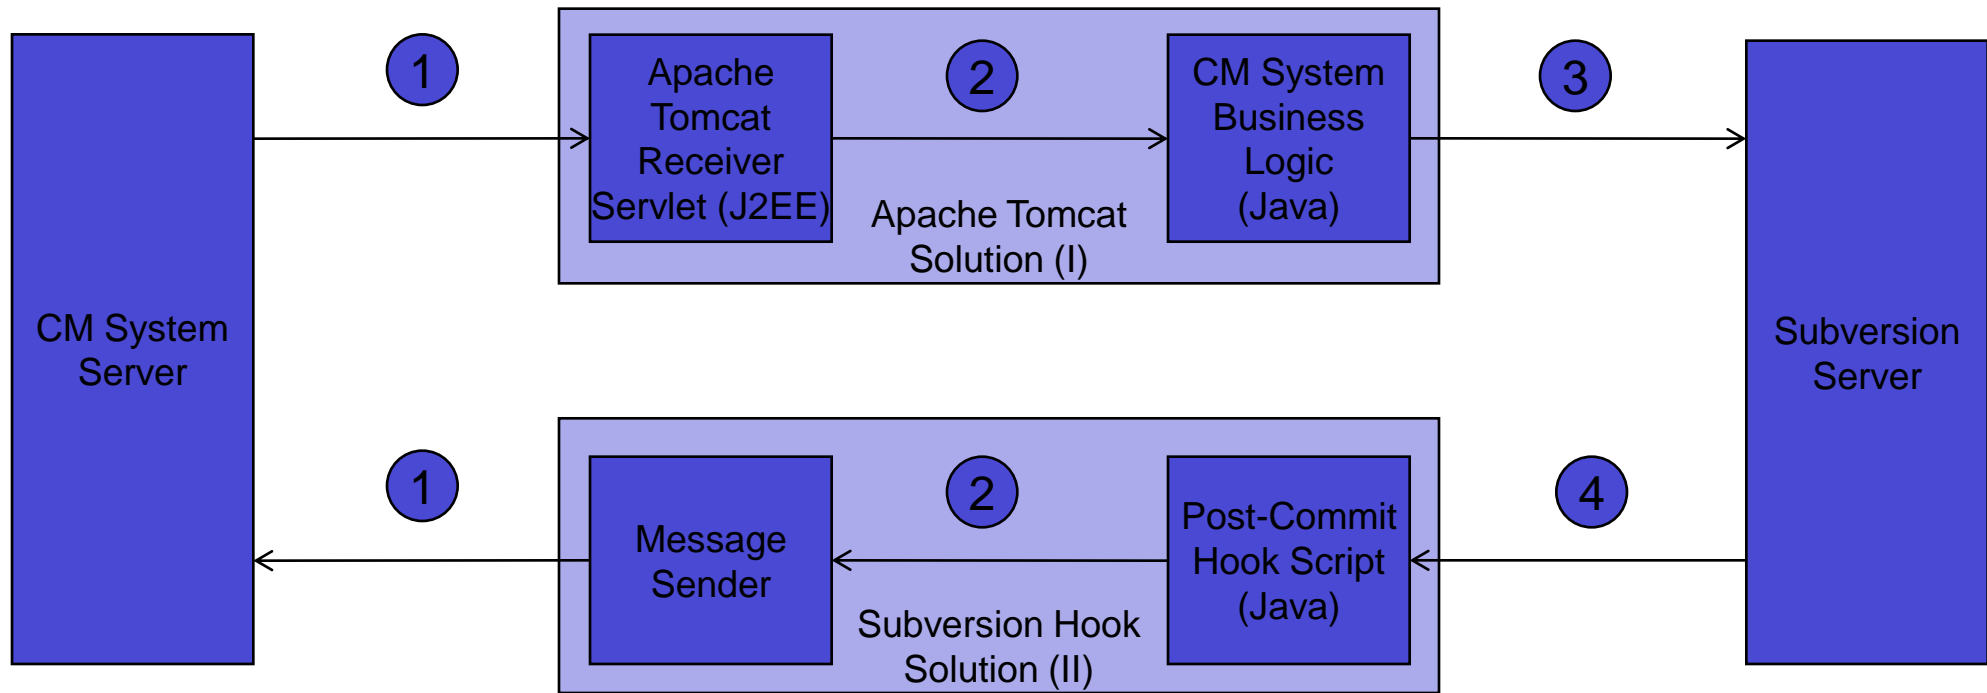 CM System
Server
1
Apache
Tomcat
Receiver
Servlet (J2EE)
2
Apache Tomcat
Solution (I)
CM System
Business
Logic
(Java)
3
Subversion
Server
1
Message
Sender
2
Subversion Hook
Solution (II)
Post-Commit
Hook Script
(Java)
4